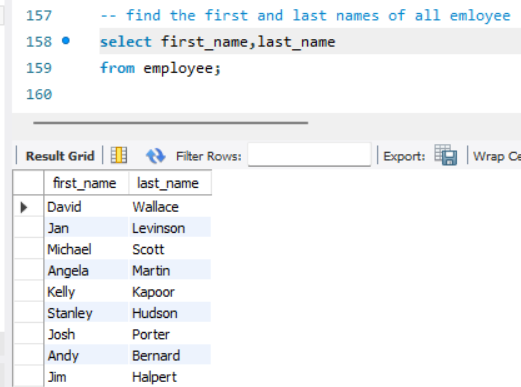 157 -- find the first and last names of all emloyee
158 select first_name,last_name
159 from employee;
160
Result Grid Filter Rows: Export: Wrap Ce
first_name last_name
David Wallace
Jan Levinson
Michael Scott
Angela Martin
Kelly Kapoor
Stanley Hudson
Josh Porter
Andy Bernard
Jim Halpert